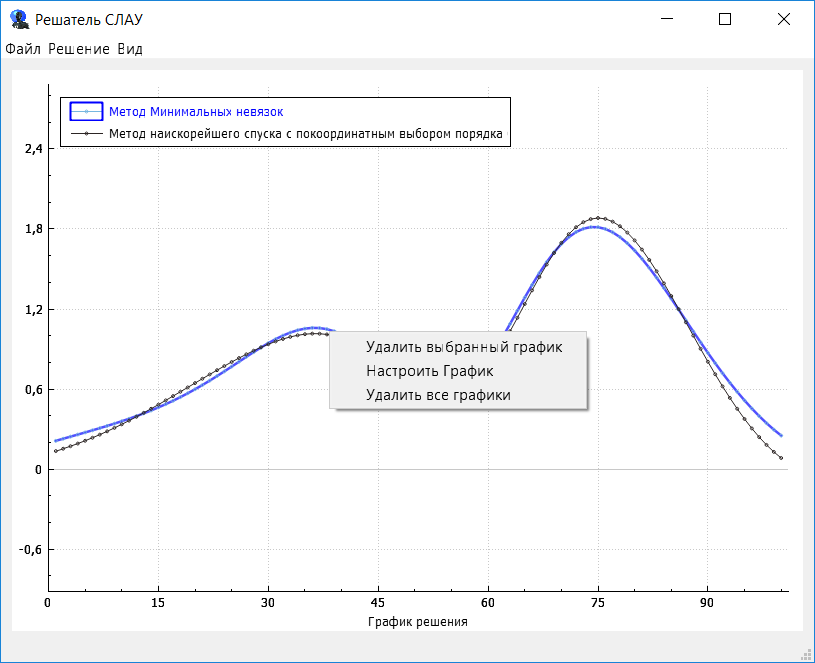 Решатель СЛАУ
Файл Решение Вид
Метод Минимальных невязок
Метод наискорейшего спуска с покоординатным выбором порядка
2,4
1,8
1,2
0,6
0
-0,6
Удалить выбранный график
Настроить График
Удалить все графики
0 15 30 45 60 75 90
График решения